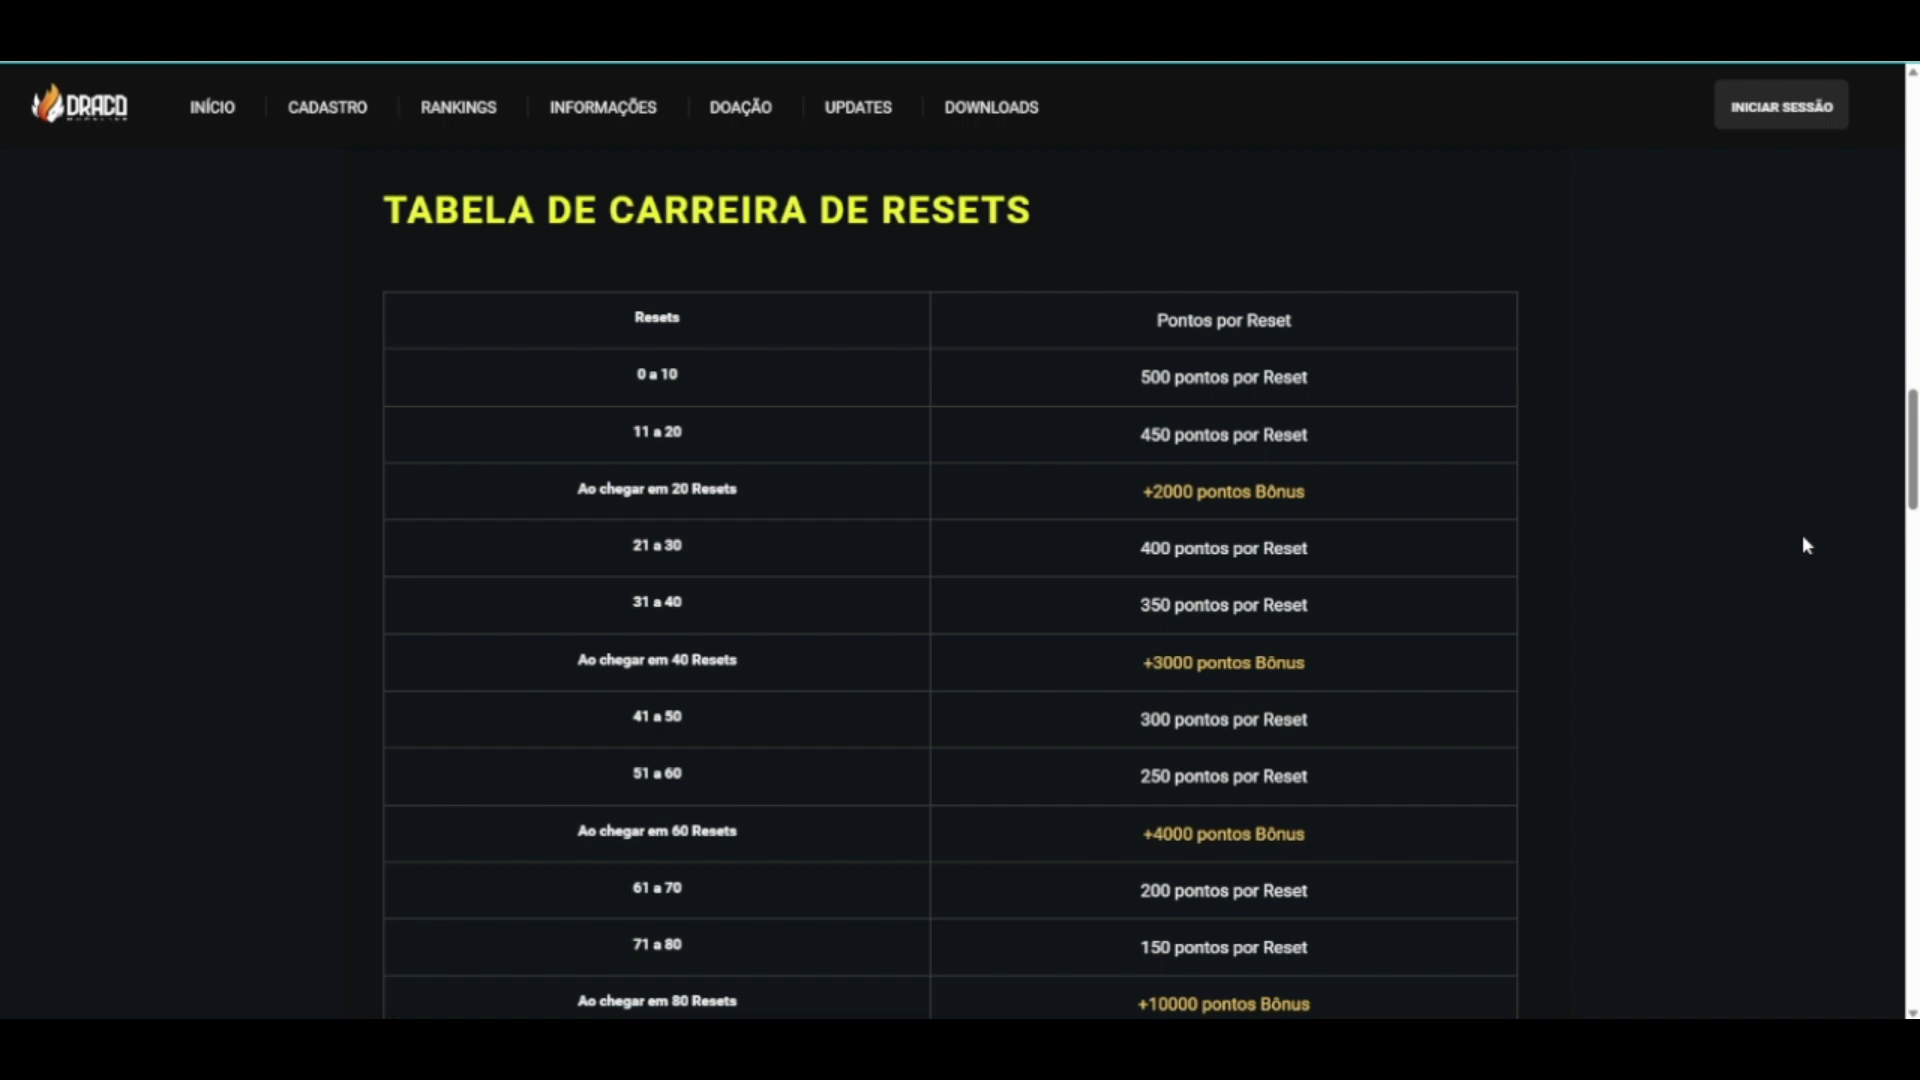 DRACO
INÍCIO
CADASTRO
RANKINGS
INFORMAÇÕES
DOAÇÃO
UPDATES
DOWNLOADS
INICIAR SESSÃO
TABELA DE CARREIRA DE RESETS
Resets Pontos por Reset
0 a 10 500 pontos por Reset
11 a 20 450 pontos por Reset
Ao chegar em 20 Resets +2000 pontos Bônus
21 a 30 400 pontos por Reset
31 a 40 350 pontos por Reset
Ao chegar em 40 Resets +3000 pontos Bônus
41 a 50 300 pontos por Reset
51 a 60 250 pontos por Reset
Ao chegar em 60 Resets +4000 pontos Bônus
61 a 70 200 pontos por Reset
71 a 80 150 pontos por Reset
Ao chegar em 80 Resets +10000 pontos Bônus